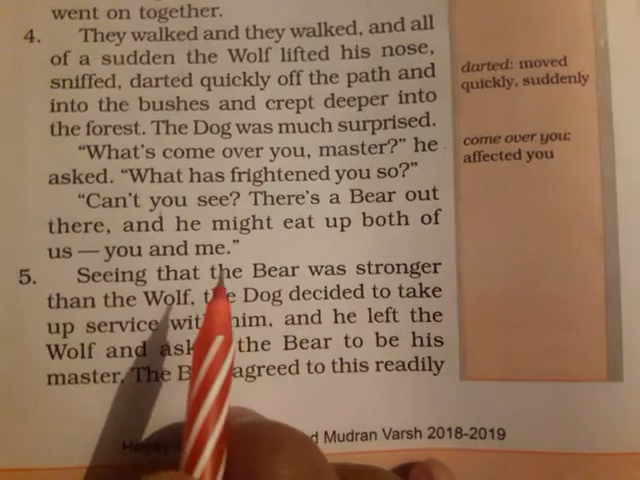 went on together.
4. They walked and they walked, and all
of a sudden the Wolf lifted his nose,
sniffed, darted quickly off the path and
into the bushes and crept deeper into
the forest. The Dog was much surprised.
"What's come over you, master?" he
asked. "What has frightened you so?"
"Can't you see? There's a Bear out
there, and he might eat up both of
us — you and me."
5. Seeing that the Bear was stronger
than the Wolf, the Dog decided to take
up service with him, and he left the
Wolf and the Bear to be his
master. The agreed to this readily
darted: moved
quickly, suddenly
come over you:
affected you
Mudran Varsh 2018-2019